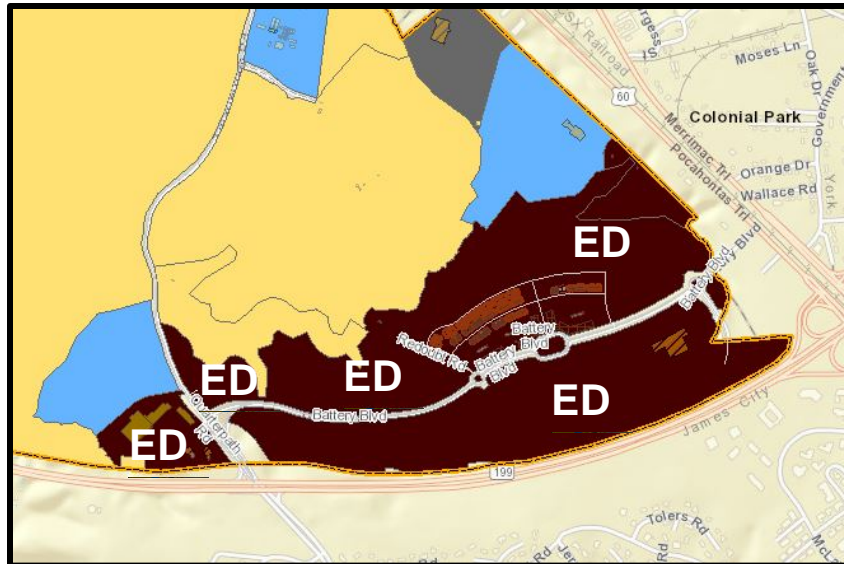 CSX Railroad
Burgess St
Moses Ln
Oak Dr
Government
60
Colonial Park
Merrimac Trl
Pocahontas Trl
Orange Dr
Wallace Rd
York
ED
Battery Blvd
Battery Blvd
Redoubt Rd
Battery Blvd
ED
ED
Battery Blvd
ED
Quarterpath Rd
ED
James City
199
Tolers Rd
Rd
Rd